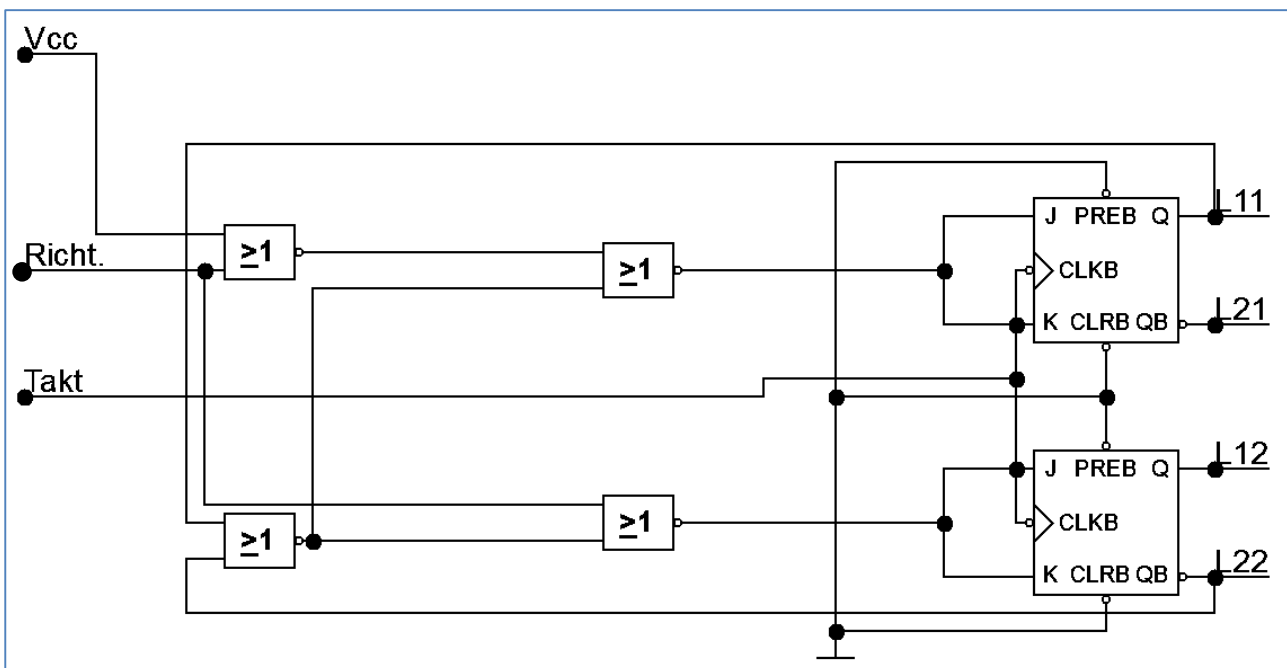 Vcc
Richt.
Takt
≥1
≥1
≥1
≥1
J PREB Q
CLKB
K CLRB QB
L11
L21
J PREB Q
CLKB
K CLRB QB
L12
L22